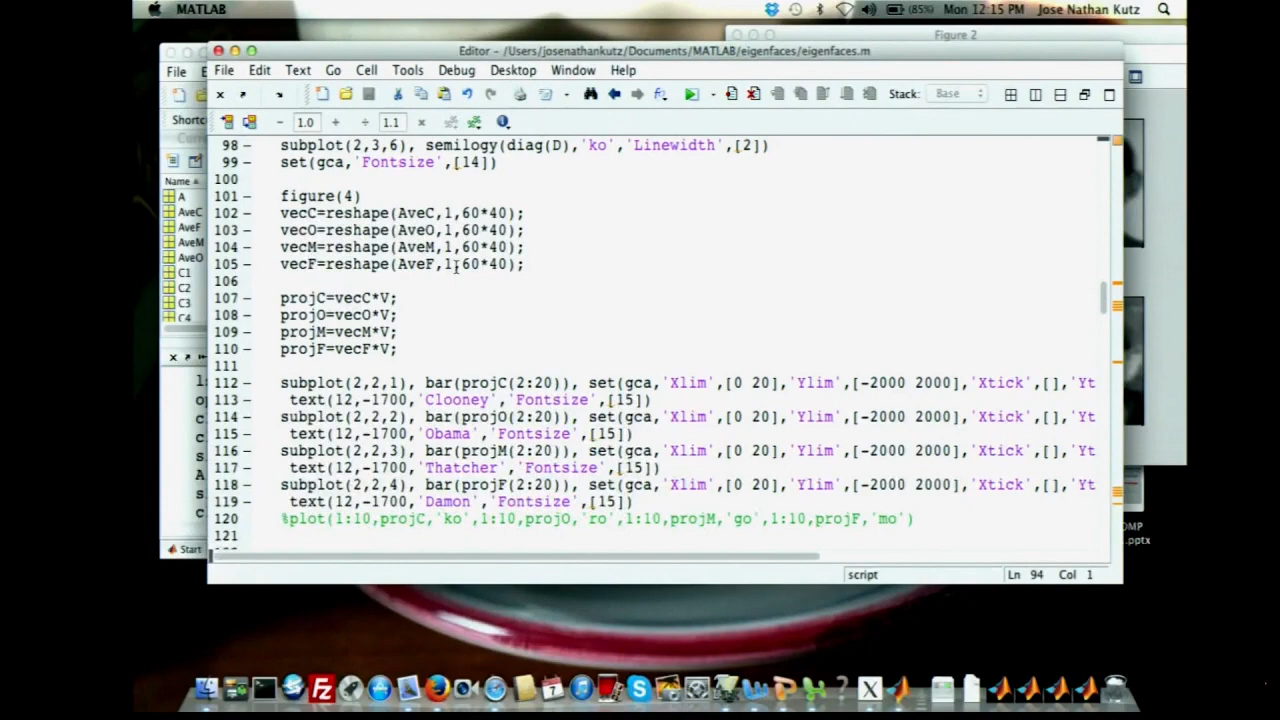 MATLAB
(85%) Mon 12:15 PM Jose Nathan Kutz
Figure 2
Editor - /Users/josenathankutz/Documents/MATLAB/eigenfaces/eigenfaces.m
File
File Edit Text Go Cell Tools Debug Desktop Window Help
Stack: Base
Shortc
- 1.0 + ÷ 1.1 ×
Name
A
AveC
AveF
AveM
AveO
C1
C2
C3
C4
98 - subplot(2,3,6), semilogy(diag(D),'ko','Linewidth',[2])
99 - set(gca,'Fontsize',[14])
100
101 - figure(4)
102 - vecC=reshape(AveC,1,60*40);
103 - vecO=reshape(AveO,1,60*40);
104 - vecM=reshape(AveM,1,60*40);
105 - vecF=reshape(AveF,1,60*40);
106
107 - projC=vecC*V;
108 - projO=vecO*V;
109 - projM=vecM*V;
110 - projF=vecF*V;
111
112 - subplot(2,2,1), bar(projC(2:20)), set(gca,'Xlim',[0 20],'Ylim',[-2000 2000],'Xtick',[],'Yt
113 - text(12,-1700,'Clooney','Fontsize',[15])
114 - subplot(2,2,2), bar(projO(2:20)), set(gca,'Xlim',[0 20],'Ylim',[-2000 2000],'Xtick',[],'Yt
115 - text(12,-1700,'Obama','Fontsize',[15])
116 - subplot(2,2,3), bar(projM(2:20)), set(gca,'Xlim',[0 20],'Ylim',[-2000 2000],'Xtick',[],'Yt
117 - text(12,-1700,'Thatcher','Fontsize',[15])
118 - subplot(2,2,4), bar(projF(2:20)), set(gca,'Xlim',[0 20],'Ylim',[-2000 2000],'Xtick',[],'Yt
119 - text(12,-1700,'Damon','Fontsize',[15])
120 %plot(1:10,projC,'ko',1:10,projO,'ro',1:10,projM,'go',1:10,projF,'mo')
121
Start
.pptx
script Ln 94 Col 1